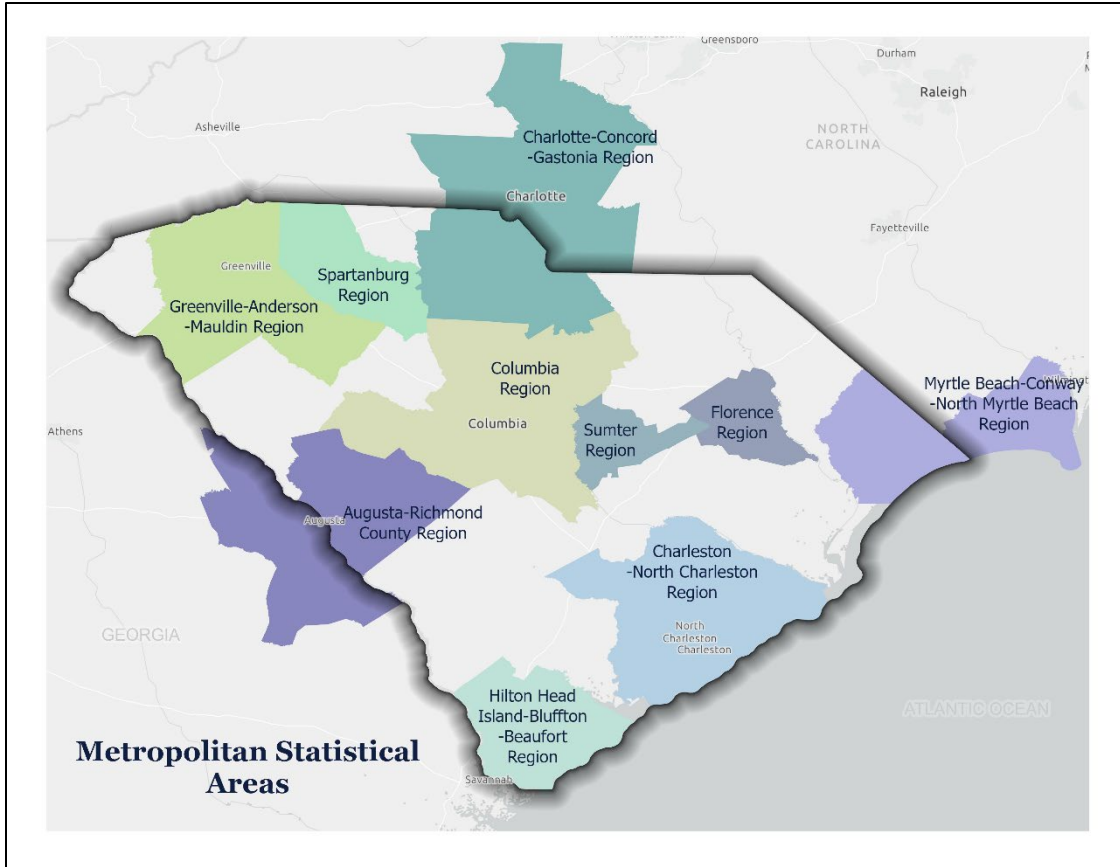 Greensboro
Durham
Raleigh
Asheville
NORTH
CAROLINA
Charlotte-Concord
-Gastonia Region
Charlotte
Fayetteville
Greenville
Spartanburg
Region
Greenville-Anderson
-Mauldin Region
Columbia
Region
Columbia
Myrtle Beach-Conway
-North Myrtle Beach
Region
Florence
Region
Sumter
Region
Athens
Augusta-Richmond
County Region
Augusta
Charleston
-North Charleston
Region
North
Charleston
Charleston
GEORGIA
Hilton Head
Island-Bluffton
-Beaufort
Region
ATLANTIC OCEAN
Metropolitan Statistical
Areas
Savannah